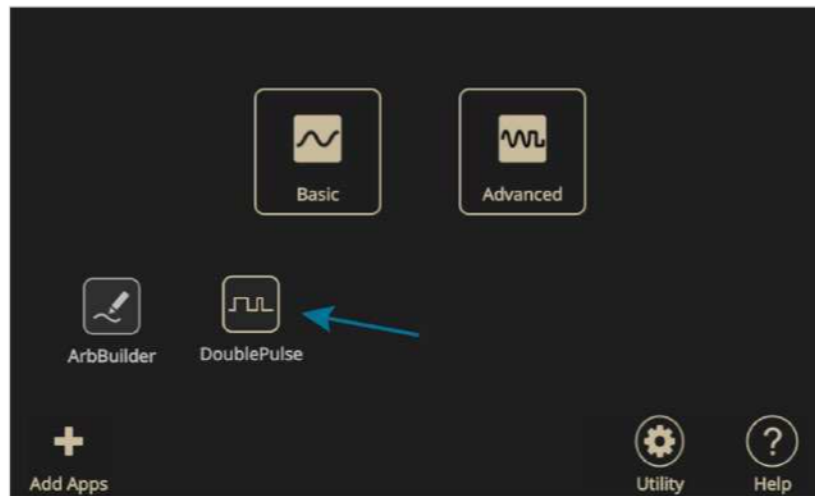 Basic
Advanced
ArbBuilder
DoublePulse
Add Apps
Utility
?
Help